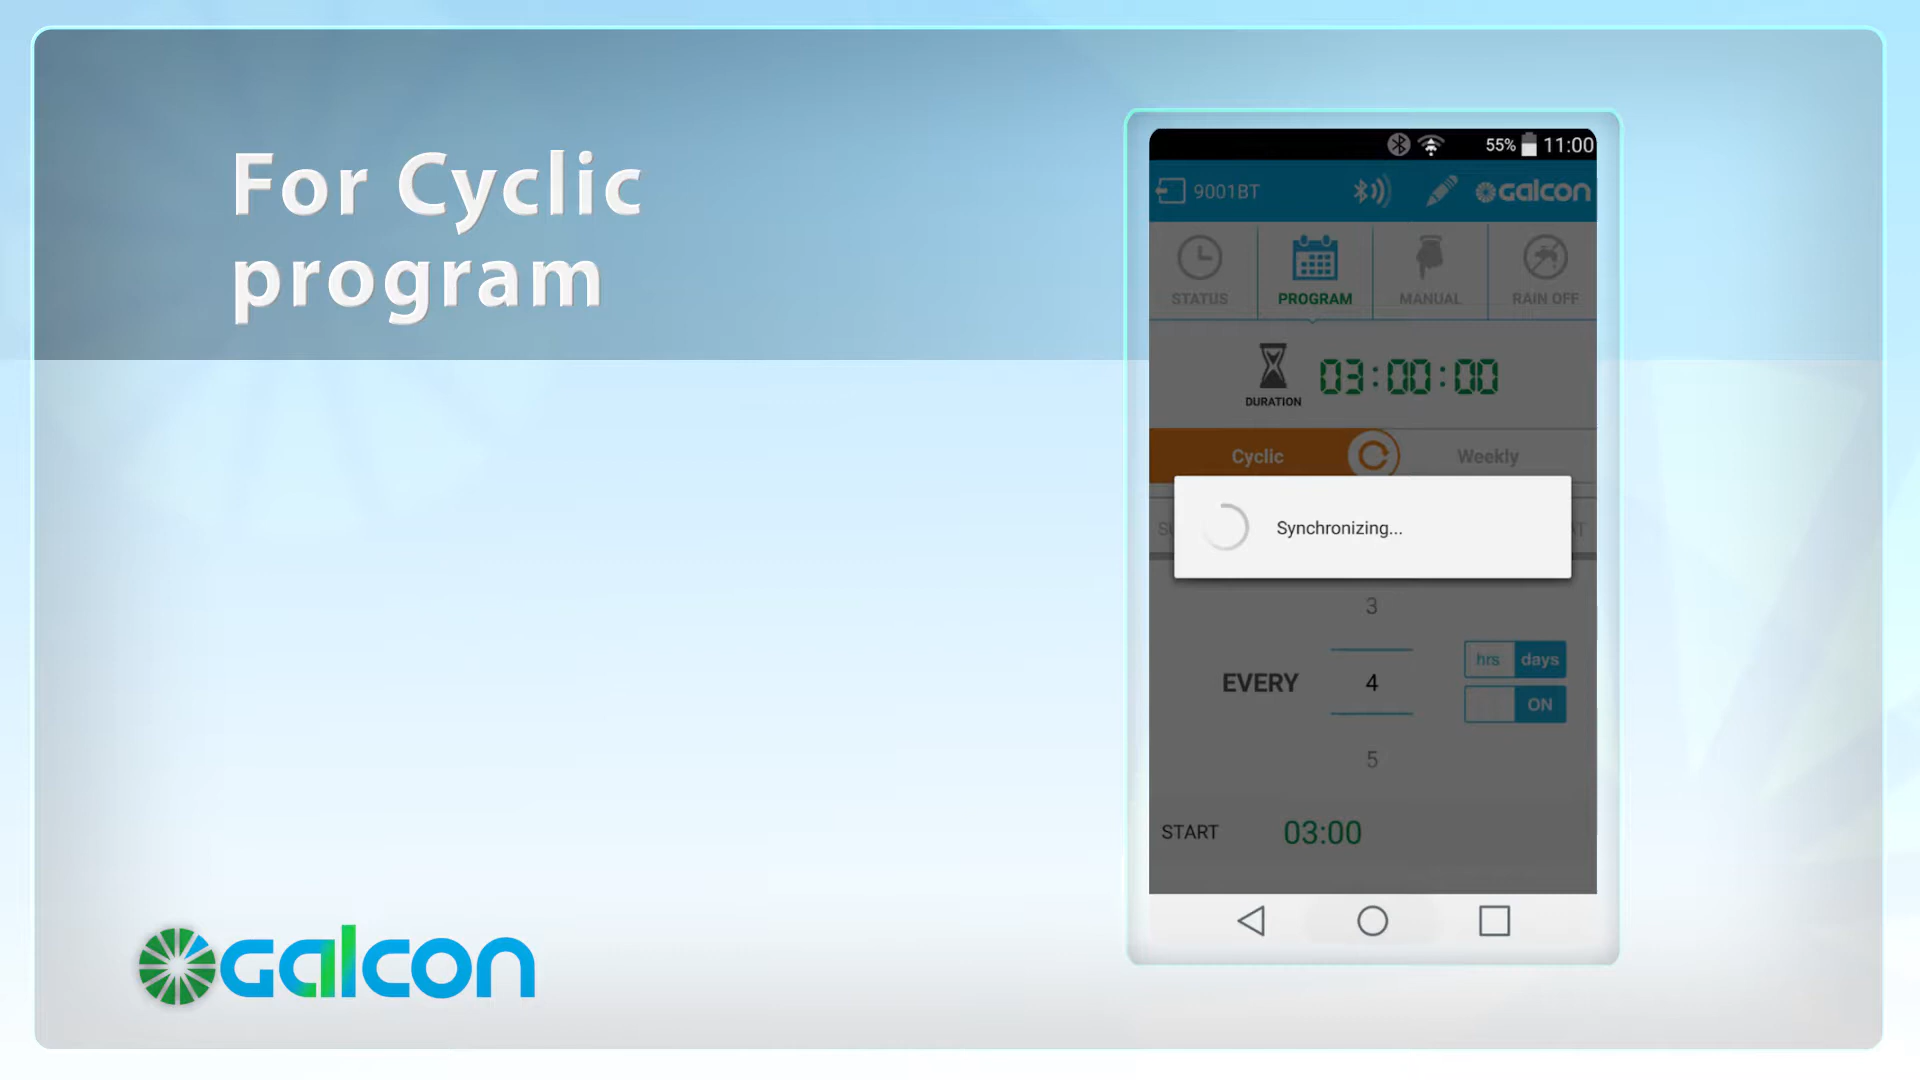 For Cyclic
program
55% 11:00
9001BT galcon
STATUS PROGRAM MANUAL RAIN OFF
03:00:00
DURATION
Cyclic Weekly
Synchronizing...
3
hrs days
EVERY 4
ON
5
START 03:00
Galcon